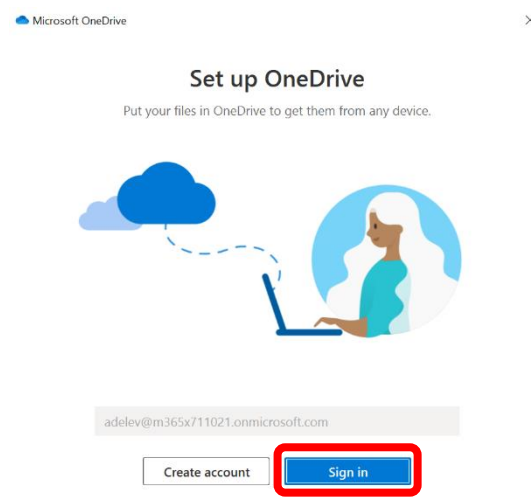 Microsoft OneDrive
Set up OneDrive
Put your files in OneDrive to get them from any device.
adelev@m365x711021.onmicrosoft.com
Create account
Sign in